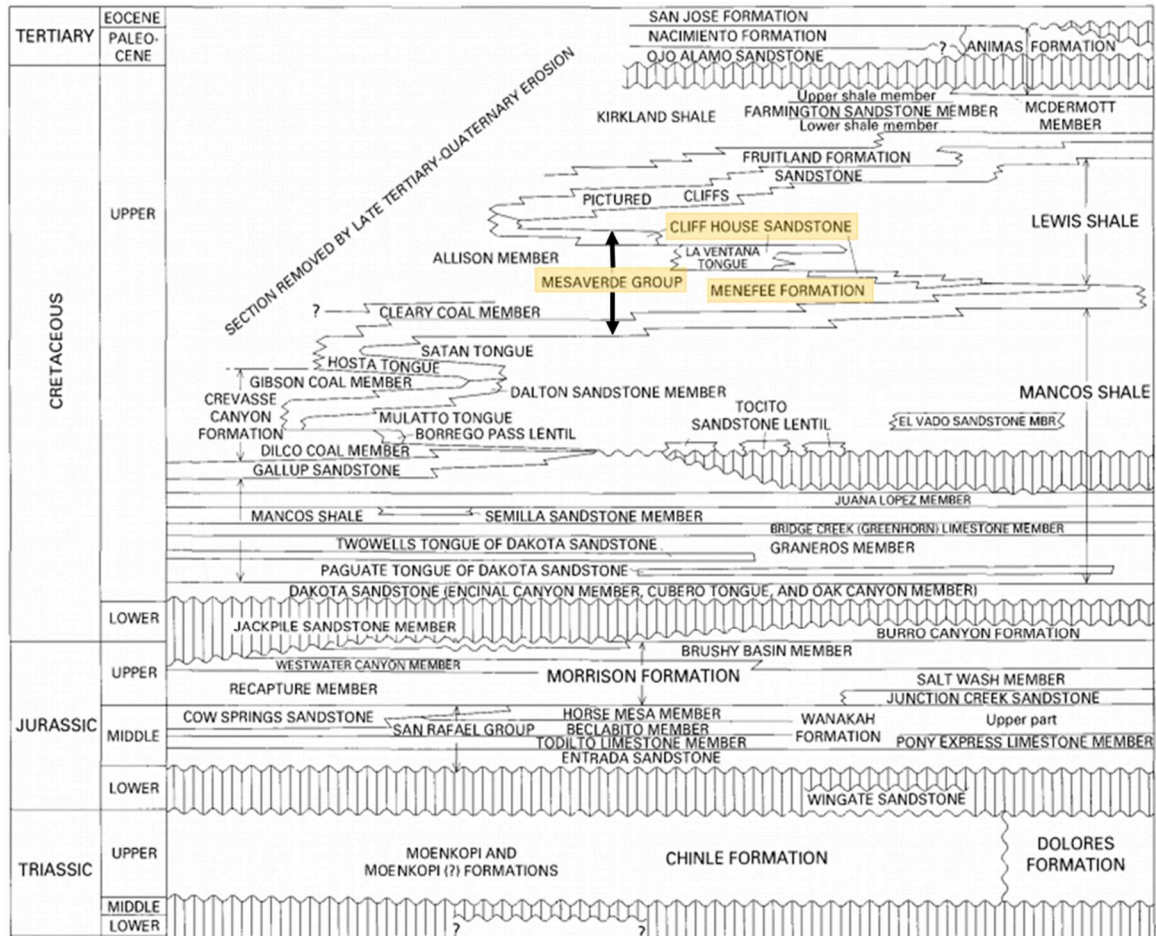 EOCENE
TERTIARY
PALEO-
CENE
SAN JOSE FORMATION
NACIMIENTO FORMATION
?
ANIMAS FORMATION
OJO ALAMO SANDSTONE
SECTION REMOVED BY LATE TERTIARY-QUATERNARY EROSION
CRETACEOUS
UPPER
Upper shale member
KIRKLAND SHALE
FARMINGTON SANDSTONE MEMBER
Lower shale member
MCDERMOTT
MEMBER
FRUITLAND FORMATION
SANDSTONE
PICTURED CLIFFS
LEWIS SHALE
CLIFF HOUSE SANDSTONE
LA VENTANA
TONGUE
ALLISON MEMBER
MESAVERDE GROUP
MENEFEE FORMATION
?
CLEARY COAL MEMBER
SATAN TONGUE
HOSTA TONGUE
GIBSON COAL MEMBER
DALTON SANDSTONE MEMBER
MANCOS SHALE
CREVASSE
CANYON
FORMATION
MULATTO TONGUE
BORREGO PASS LENTIL
TOCITO
SANDSTONE LENTIL
EL VADO SANDSTONE MBR
DILCO COAL MEMBER
GALLUP SANDSTONE
JUANA LOPEZ MEMBER
MANCOS SHALE
SEMILLA SANDSTONE MEMBER
BRIDGE CREEK (GREENHORN) LIMESTONE MEMBER
TWOWELLS TONGUE OF DAKOTA SANDSTONE
GRANEROS MEMBER
PAGUATE TONGUE OF DAKOTA SANDSTONE
DAKOTA SANDSTONE (ENCINAL CANYON MEMBER, CUBERO TONGUE, AND OAK CANYON MEMBER)
LOWER
JACKPILE SANDSTONE MEMBER
BURRO CANYON FORMATION
JURASSIC
UPPER
BRUSHY BASIN MEMBER
WESTWATER CANYON MEMBER
MORRISON FORMATION
RECAPTURE MEMBER
SALT WASH MEMBER
JUNCTION CREEK SANDSTONE
MIDDLE
COW SPRINGS SANDSTONE
HORSE MESA MEMBER
SAN RAFAEL GROUP
BECLABITO MEMBER
WANAKAH
FORMATION
Upper part
TODILTO LIMESTONE MEMBER
PONY EXPRESS LIMESTONE MEMBER
ENTRADA SANDSTONE
LOWER
WINGATE SANDSTONE
TRIASSIC
UPPER
MOENKOPI AND
MOENKOPI (?) FORMATIONS
CHINLE FORMATION
DOLORES
FORMATION
MIDDLE
LOWER
?
?